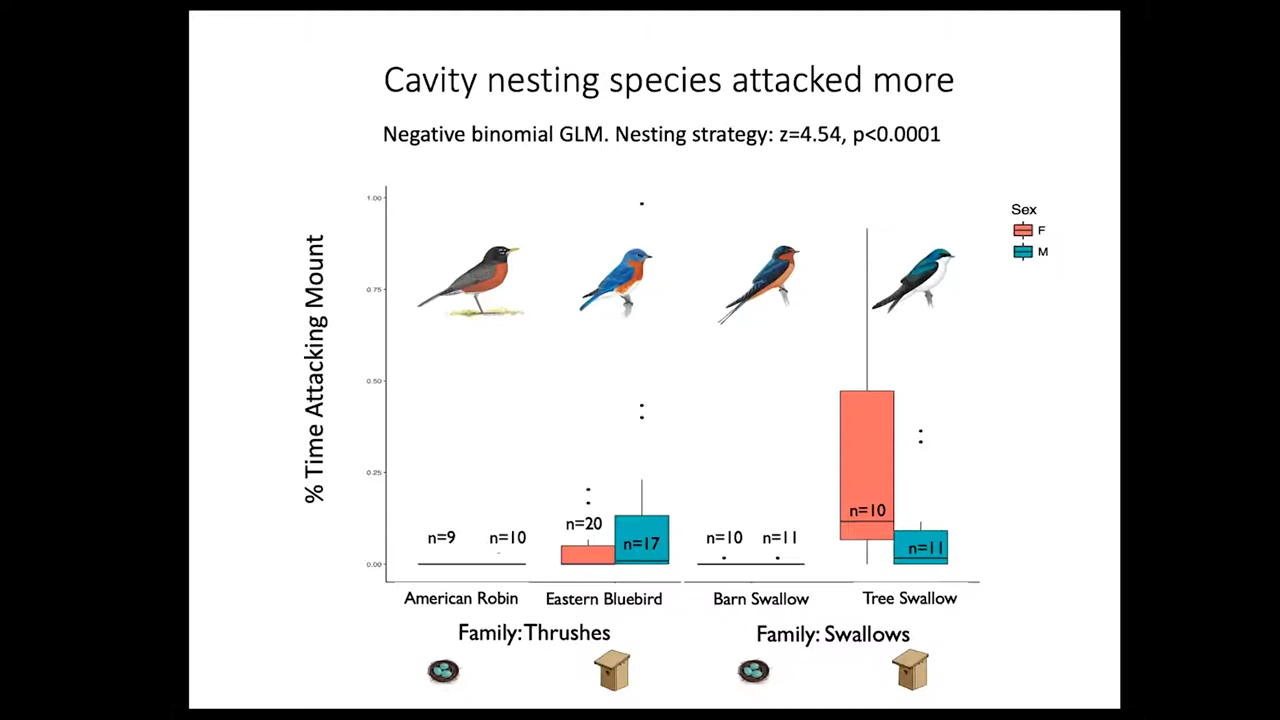 Cavity nesting species attacked more
Negative binomial GLM. Nesting strategy: z=4.54, p<0.0001
% Time Attacking Mount
1.00
0.75
0.50
0.25
0.00
Sex
F
M
n=9
n=10
n=20
n=17
n=10
n=11
n=10
n=11
American Robin
Eastern Bluebird
Barn Swallow
Tree Swallow
Family: Thrushes
Family: Swallows